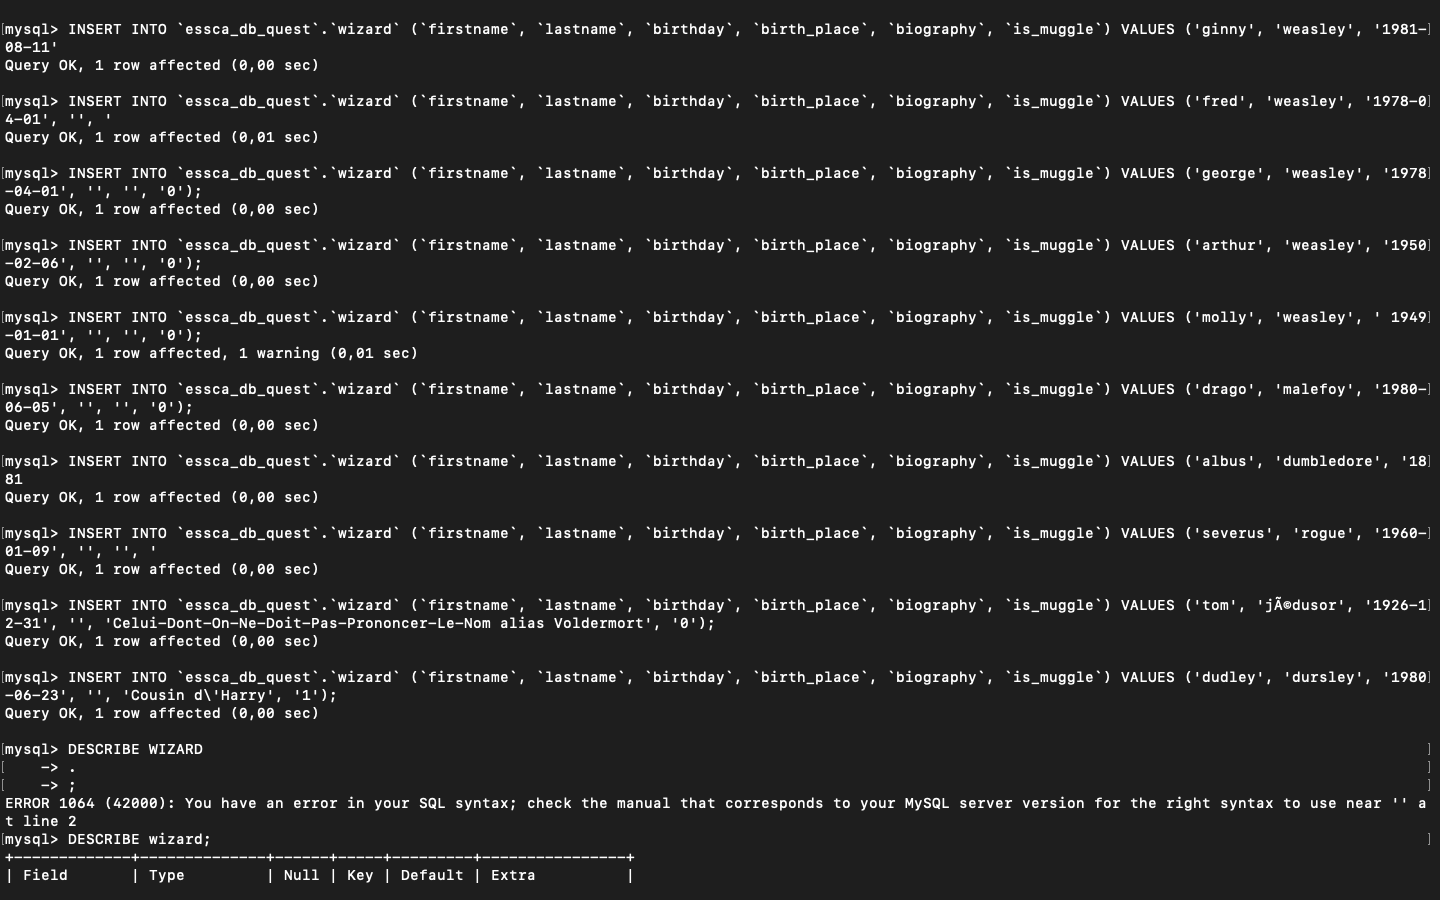 mysql> INSERT INTO `essca_db_quest`.`wizard` (`firstname`, `lastname`, `birthday`, `birth_place`, `biography`, `is_muggle`) VALUES ('ginny', 'weasley', '1981-
08-11'
Query OK, 1 row affected (0,00 sec)
mysql> INSERT INTO `essca_db_quest`.`wizard` (`firstname`, `lastname`, `birthday`, `birth_place`, `biography`, `is_muggle`) VALUES ('fred', 'weasley', '1978-0
4-01', '', '
Query OK, 1 row affected (0,01 sec)
mysql> INSERT INTO `essca_db_quest`.`wizard` (`firstname`, `lastname`, `birthday`, `birth_place`, `biography`, `is_muggle`) VALUES ('george', 'weasley', '1978
-04-01', '', '', '0');
Query OK, 1 row affected (0,00 sec)
mysql> INSERT INTO `essca_db_quest`.`wizard` (`firstname`, `lastname`, `birthday`, `birth_place`, `biography`, `is_muggle`) VALUES ('arthur', 'weasley', '1950
-02-06', '', '', '0');
Query OK, 1 row affected (0,00 sec)
mysql> INSERT INTO `essca_db_quest`.`wizard` (`firstname`, `lastname`, `birthday`, `birth_place`, `biography`, `is_muggle`) VALUES ('molly', 'weasley', ' 1949
-01-01', '', '', '0');
Query OK, 1 row affected, 1 warning (0,01 sec)
mysql> INSERT INTO `essca_db_quest`.`wizard` (`firstname`, `lastname`, `birthday`, `birth_place`, `biography`, `is_muggle`) VALUES ('drago', 'malefoy', '1980-
06-05', '', '', '0');
Query OK, 1 row affected (0,00 sec)
mysql> INSERT INTO `essca_db_quest`.`wizard` (`firstname`, `lastname`, `birthday`, `birth_place`, `biography`, `is_muggle`) VALUES ('albus', 'dumbledore', '18
81
Query OK, 1 row affected (0,00 sec)
mysql> INSERT INTO `essca_db_quest`.`wizard` (`firstname`, `lastname`, `birthday`, `birth_place`, `biography`, `is_muggle`) VALUES ('severus', 'rogue', '1960-
01-09', '', '', '
Query OK, 1 row affected (0,00 sec)
mysql> INSERT INTO `essca_db_quest`.`wizard` (`firstname`, `lastname`, `birthday`, `birth_place`, `biography`, `is_muggle`) VALUES ('tom', 'jÃ©dusor', '1926-1
2-31', '', 'Celui-Dont-On-Ne-Doit-Pas-Prononcer-Le-Nom alias Voldermort', '0');
Query OK, 1 row affected (0,00 sec)
mysql> INSERT INTO `essca_db_quest`.`wizard` (`firstname`, `lastname`, `birthday`, `birth_place`, `biography`, `is_muggle`) VALUES ('dudley', 'dursley', '1980
-06-23', '', 'Cousin d\'Harry', '1');
Query OK, 1 row affected (0,00 sec)
mysql> DESCRIBE WIZARD
-> .
-> ;
ERROR 1064 (42000): You have an error in your SQL syntax; check the manual that corresponds to your MySQL server version for the right syntax to use near '' a
t line 2
mysql> DESCRIBE wizard;
+-------------+--------------+------+-----+---------+----------------+
| Field       | Type         | Null | Key | Default | Extra          |